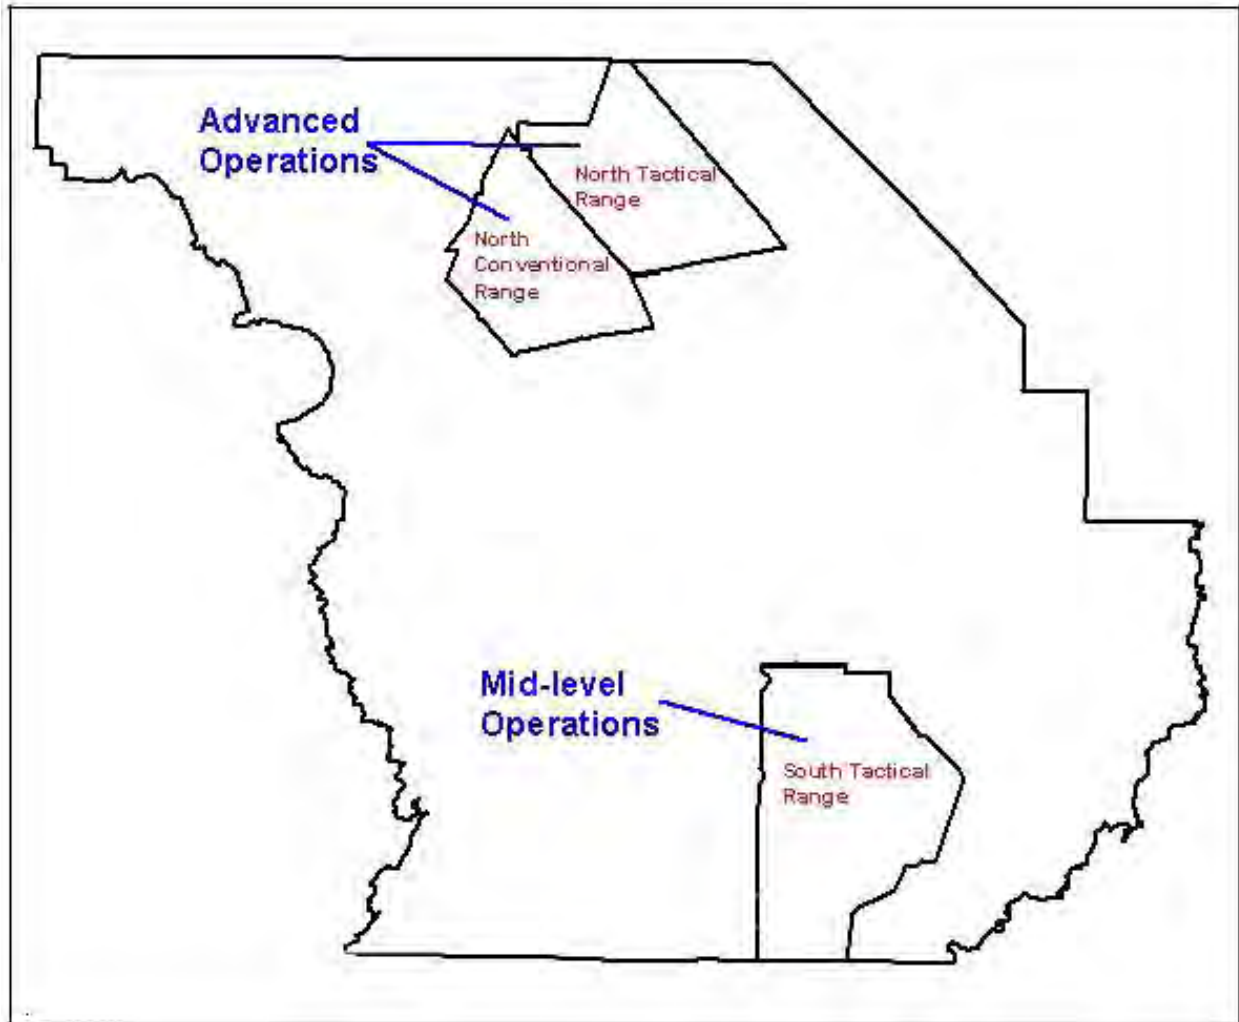 Advanced
Operations
North Tactical
Range
North
Conventional
Range
Mid-level
Operations
South Tactical
Range